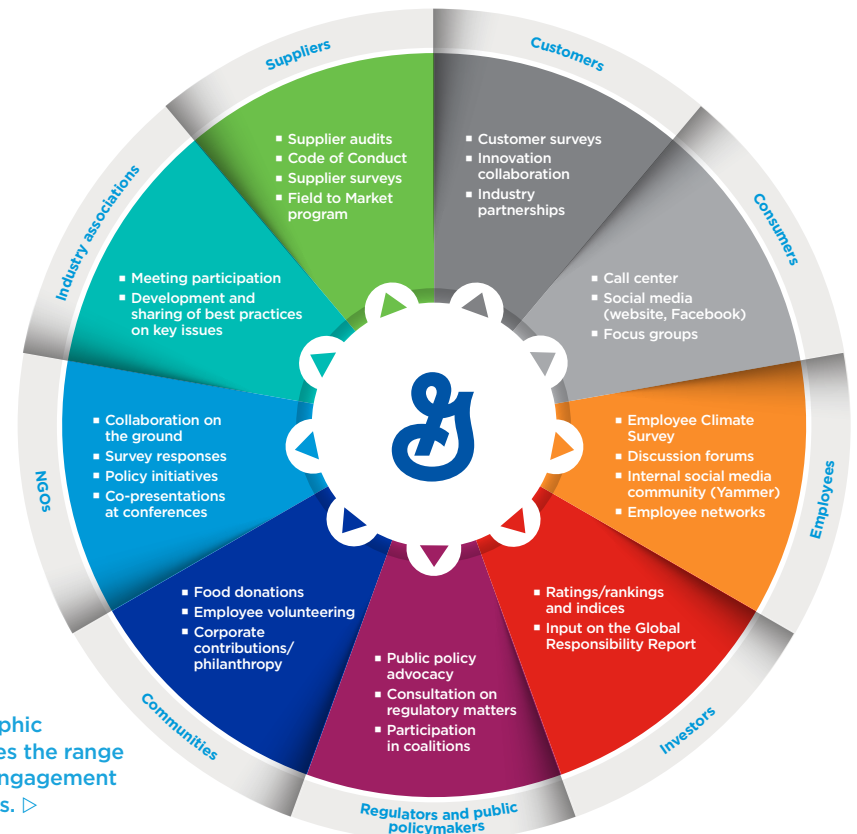 Suppliers
■ Supplier audits
■ Code of Conduct
■ Supplier surveys
■ Field to Market
program
Customers
■ Customer surveys
■ Innovation
collaboration
■ Industry
partnerships
Consumers
■ Call center
■ Social media
(website, Facebook)
■ Focus groups
Employees
■ Employee Climate
Survey
■ Discussion forums
■ Internal social media
community (Yammer)
■ Employee networks
Investors
■ Ratings/rankings
and indices
■ Input on the Global
Responsibility Report
Regulators and public
policymakers
■ Public policy
advocacy
■ Consultation on
regulatory matters
■ Participation
in coalitions
Communities
■ Food donations
■ Employee volunteering
■ Corporate
contributions/
philanthropy
NGOs
■ Collaboration on
the ground
■ Survey responses
■ Policy initiatives
■ Co-presentations
at conferences
Industry associations
■ Meeting participation
■ Development and
sharing of best practices
on key issues
G
phic
es the range
ngagement
s. ▷